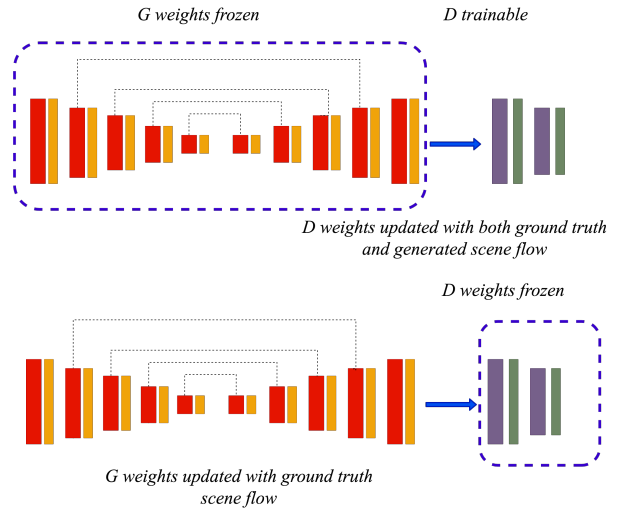 G weights frozen
D trainable
D weights updated with both ground truth
and generated scene flow
D weights frozen
G weights updated with ground truth
scene flow